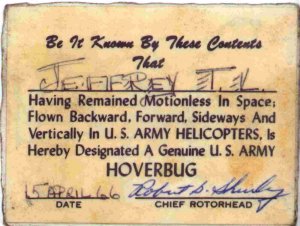 Be It Known By These Contents
That
JEFFREY T. L.
Having Remained Motionless In Space;
Flown Backward, Forward, Sideways And
Vertically In U. S. ARMY HELICOPTERS, Is
Hereby Designated A Genuine U. S. ARMY
HOVERBUG
15 APRIL 66 Robert D.
DATE CHIEF ROTORHEAD